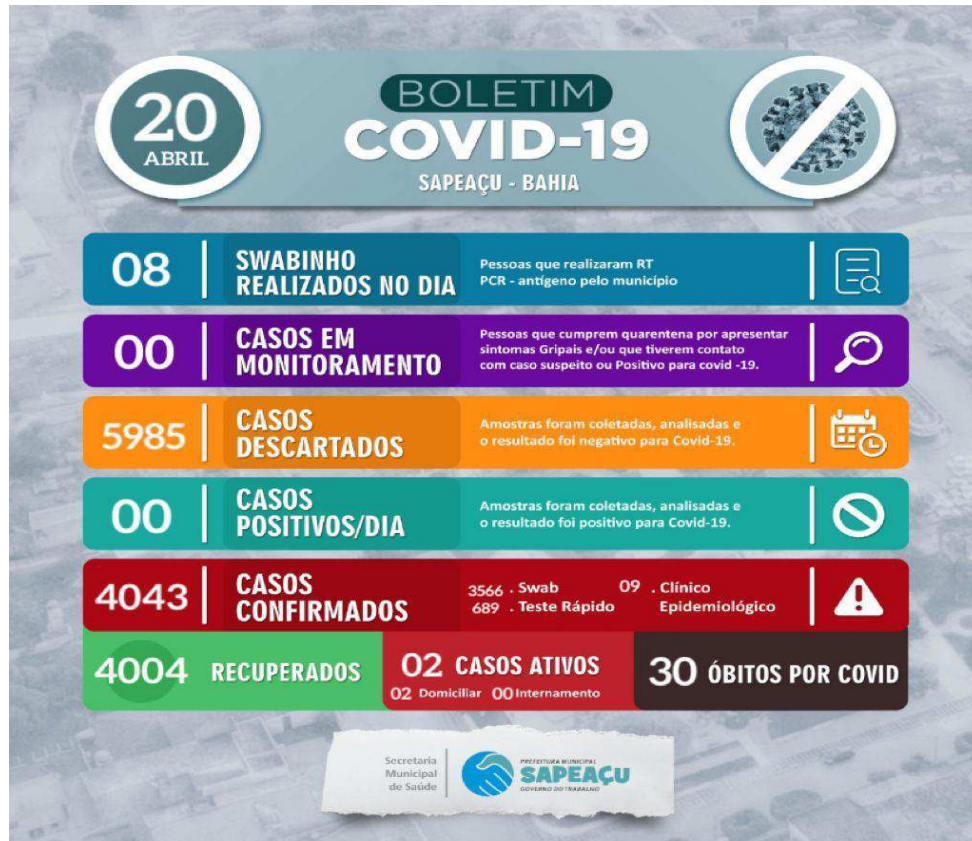 20
ABRIL
BOLETIM
COVID-19
SAPEAÇU - BAHIA
08
SWABINHO
REALIZADOS NO DIA
Pessoas que realizaram RT
PCR - antígeno pelo município
00
CASOS EM
MONITORAMENTO
Pessoas que cumprem quarentena por apresentar
sintomas Gripais e/ou que tiverem contato
com caso suspeito ou Positivo para covid -19.
5985
CASOS
DESCARTADOS
Amostras foram coletadas, analisadas e
o resultado foi negativo para Covid-19.
00
CASOS
POSITIVOS/DIA
Amostras foram coletadas, analisadas e
o resultado foi positivo para Covid-19.
4043
CASOS
CONFIRMADOS
3566 . Swab
689 . Teste Rápido
09 . Clínico
Epidemiológico
4004 RECUPERADOS
02 CASOS ATIVOS
02 Domiciliar 00 Internamento
30 ÓBITOS POR COVID
Secretaria
Municipal
de Saúde
PREFEITURA MUNICIPAL
SAPEAÇU
GOVERNO DO TRABALHO